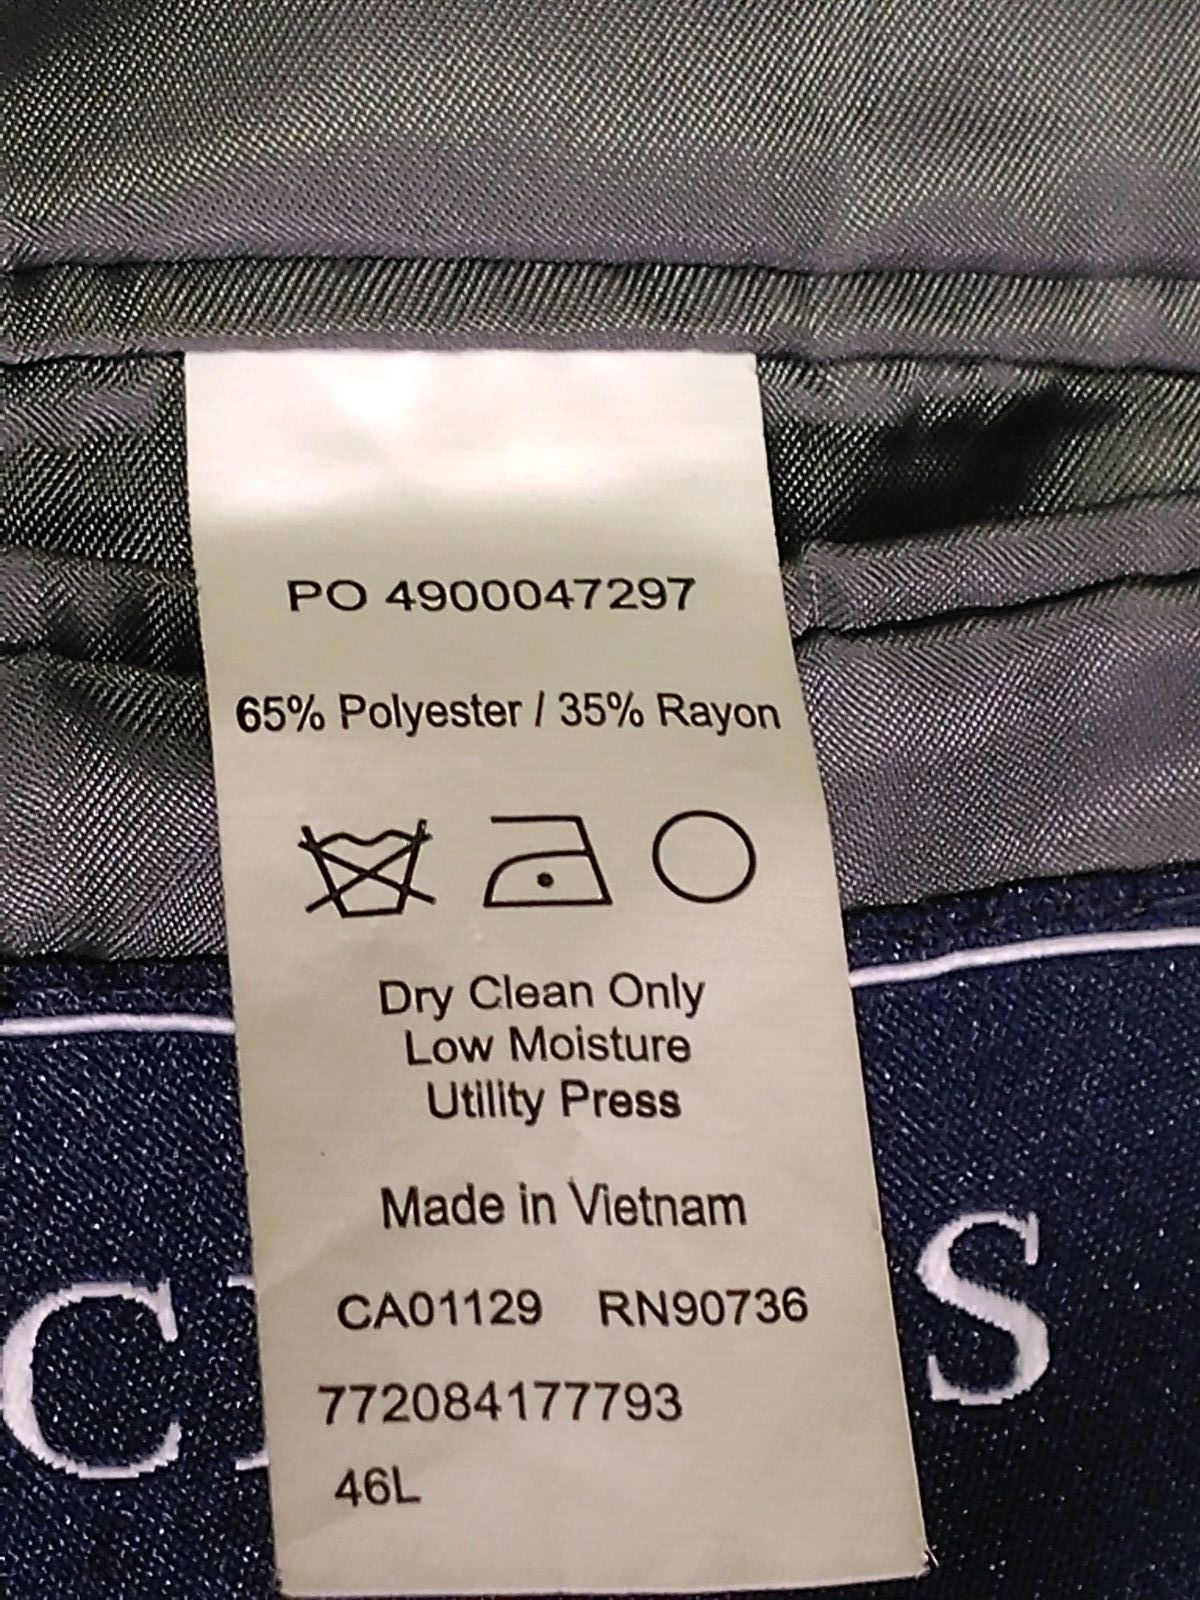 PO 4900047297
65% Polyester / 35% Rayon
Dry Clean Only
Low Moisture
Utility Press
Made in Vietnam
CA01129 RN90736
772084177793
46L
C
S